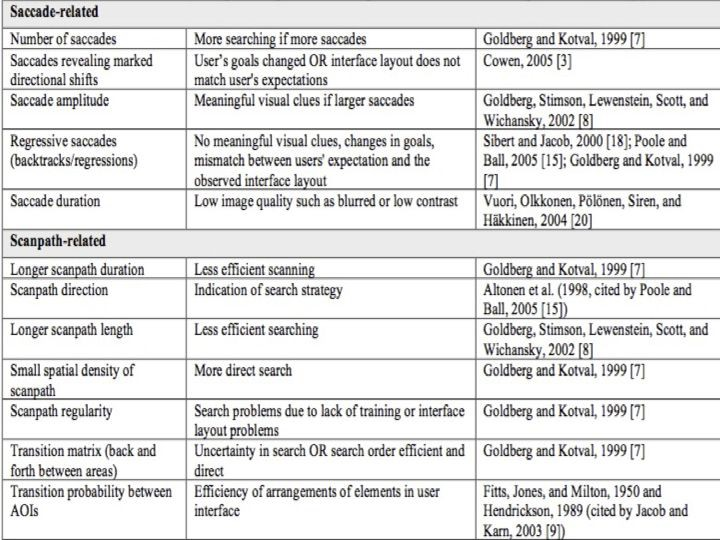 Saccade-related
Number of saccades More searching if more saccades Goldberg and Kotval, 1999 [7]
Saccades revealing marked User's goals changed OR interface layout does not Cowen, 2005 [3]
directional shifts match user's expectations
Saccade amplitude Meaningful visual clues if larger saccades Goldberg, Stimson, Lewenstein, Scott, and
Wichansky, 2002 [8]
Regressive saccades No meaningful visual clues, changes in goals, Sibert and Jacob, 2000 [18]; Poole and
(backtracks/regressions) mismatch between users' expectation and the Ball, 2005 [15]; Goldberg and Kotval, 1999
observed interface layout [7]
Saccade duration Low image quality such as blurred or low contrast Vuori, Olkkonen, Pölönen, Siren, and
Häkkinen, 2004 [20]
Scanpath-related
Longer scanpath duration Less efficient scanning Goldberg and Kotval, 1999 [7]
Scanpath direction Indication of search strategy Altonen et al. (1998, cited by Poole and
Ball, 2005 [15])
Longer scanpath length Less efficient searching Goldberg, Stimson, Lewenstein, Scott, and
Wichansky, 2002 [8]
Small spatial density of More direct search Goldberg and Kotval, 1999 [7]
scanpath
Scanpath regularity Search problems due to lack of training or interface Goldberg and Kotval, 1999 [7]
layout problems
Transition matrix (back and Uncertainty in search OR search order efficient and Goldberg and Kotval, 1999 [7]
forth between areas) direct
Transition probability between Efficiency of arrangements of elements in user Fitts, Jones, and Milton, 1950 and
AOIs interface Hendrickson, 1989 (cited by Jacob and
Karn, 2003 [9])